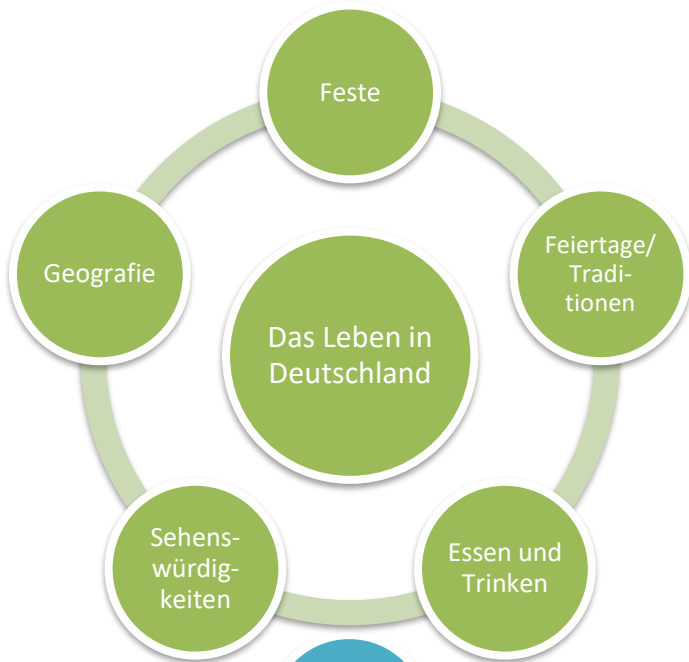 Feste
Feiertage/
Tradi-
tionen
Geografie
Das Leben in
Deutschland
Essen und
Trinken
Sehens-
würdig-
keiten